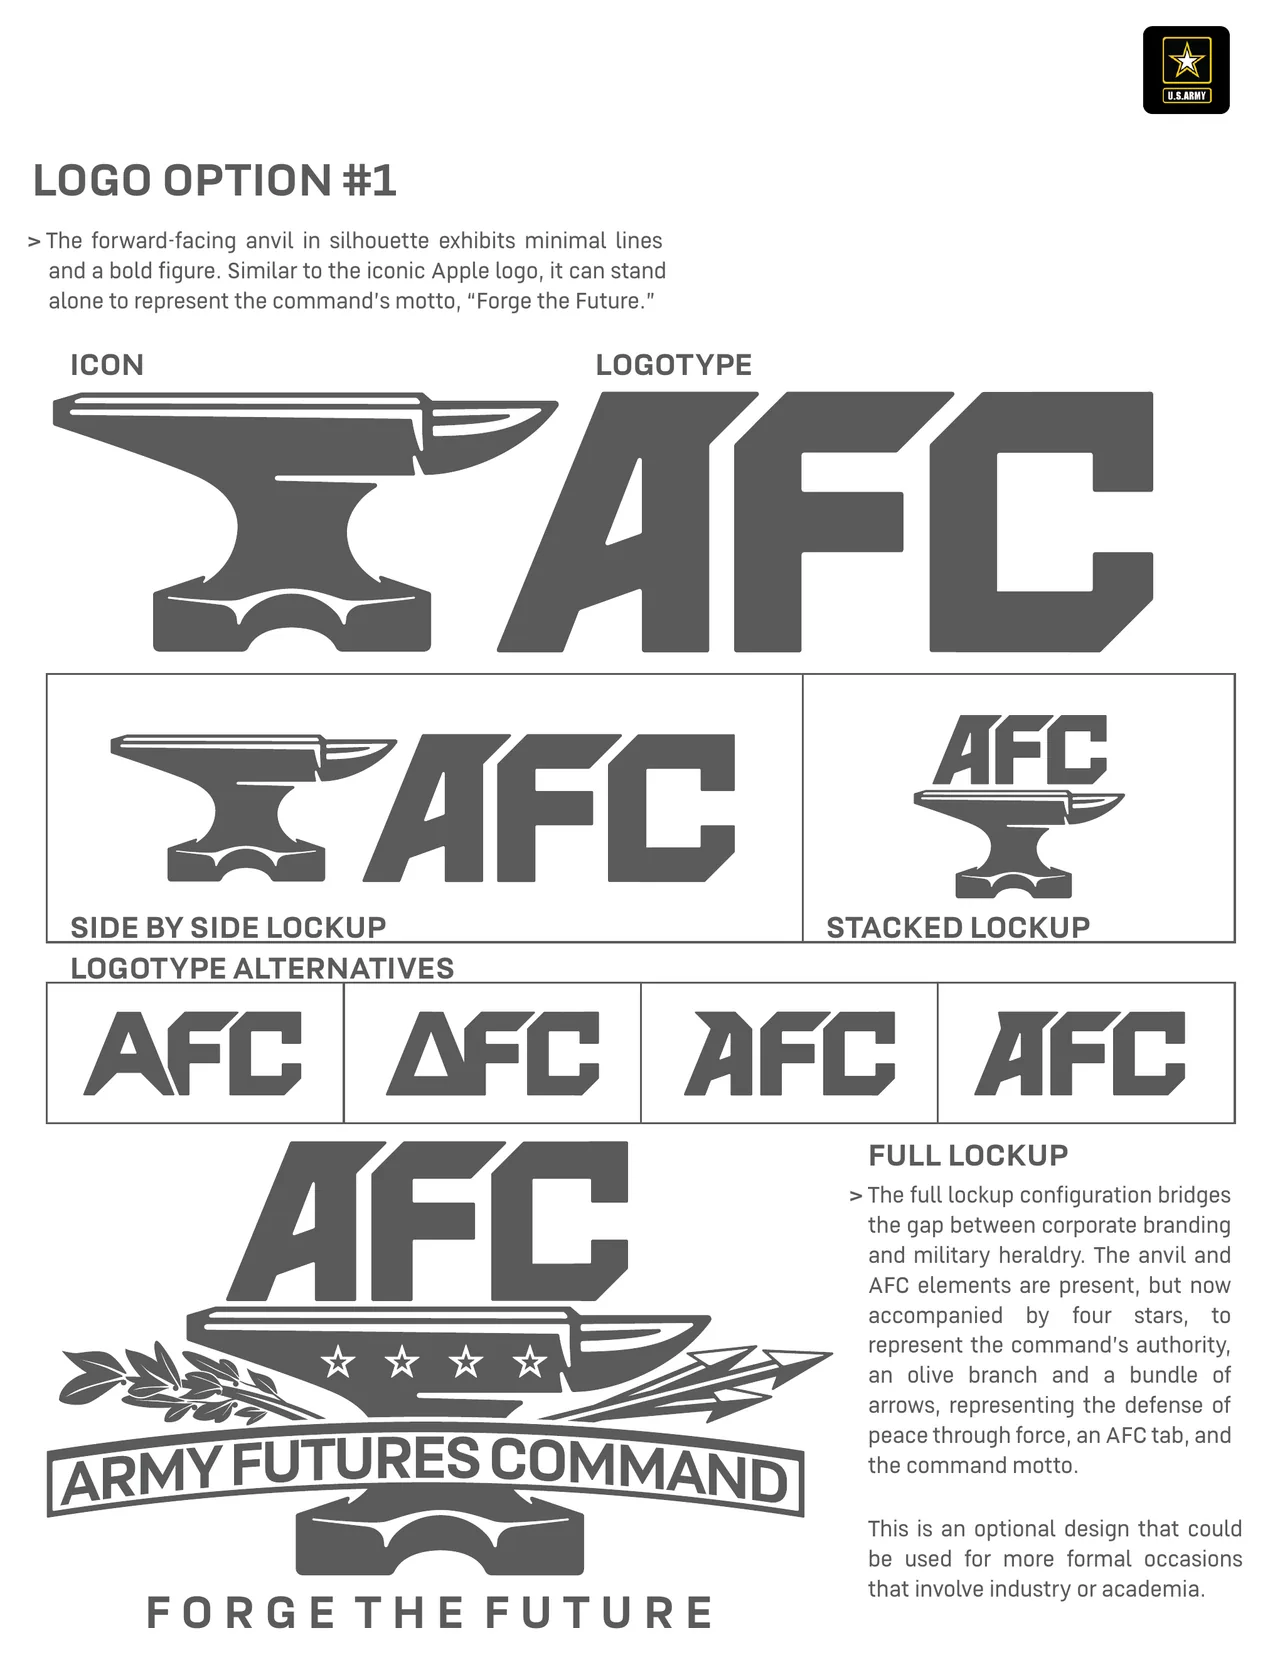 U.S.ARMY
LOGO OPTION #1
> The forward-facing anvil in silhouette exhibits minimal lines
and a bold figure. Similar to the iconic Apple logo, it can stand
alone to represent the command's motto, “Forge the Future.”
ICON
LOGOTYPE
AFC
AFC
SIDE BY SIDE LOCKUP
AFC
STACKED LOCKUP
LOGOTYPE ALTERNATIVES
AFC
AFC
AFC
AFC
AFC
ARMY FUTURES COMMAND
FORGE THE FUTURE
FULL LOCKUP
> The full lockup configuration bridges
the gap between corporate branding
and military heraldry. The anvil and
AFC elements are present, but now
accompanied by four stars, to
represent the command's authority,
an olive branch and a bundle of
arrows, representing the defense of
peace through force, an AFC tab, and
the command motto.
This is an optional design that could
be used for more formal occasions
that involve industry or academia.